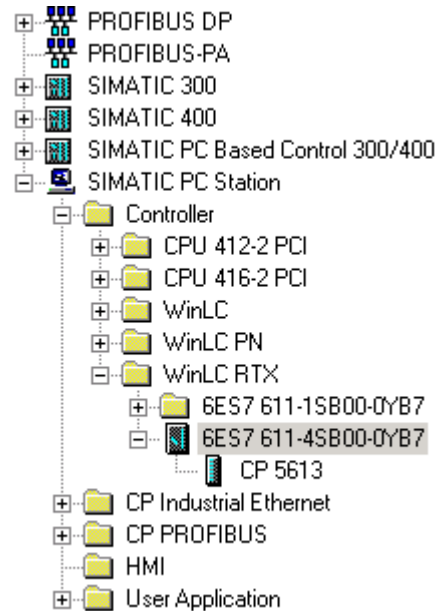 PROFIBUS DP
PROFIBUS-PA
SIMATIC 300
SIMATIC 400
SIMATIC PC Based Control 300/400
SIMATIC PC Station
Controller
CPU 412-2 PCI
CPU 416-2 PCI
WinLC
WinLC PN
WinLC RTX
6ES7 611-1SB00-0YB7
6ES7 611-4SB00-0YB7
CP 5613
CP Industrial Ethernet
CP PROFIBUS
HMI
User Application